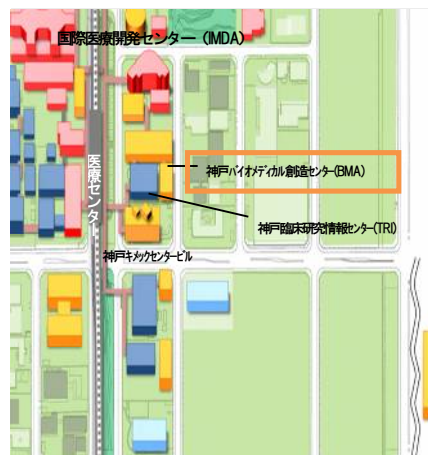 国際医療開発センター（IMDA）
医療センター
神戸バイオメディカル創造センター(BMA)
神戸臨床研究情報センター(TRI)
神戸キメックセンタービル